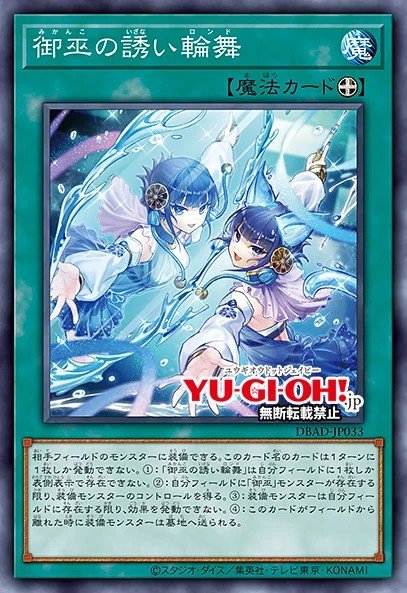 御巫の誘い輪舞
みかんこ いざな ロンド
魔
まほう
【魔法カード】
ユウギオウドットジェイピー
YU-GI-OH!.jp
無断転載禁止
DBAD-JP033
相手フィールドのモンスターに装備できる。このカード名のカードは1ターンに
1枚しか発動できない。①:「御巫の誘い輪舞」は自分フィールドに1枚しか
表側表示で存在できない。②:自分フィールドに「御巫」モンスターが存在する
限り、装備モンスターのコントロールを得る。③:装備モンスターは自分フィール
ドに存在する限り、効果を発動できない。④:このカードがフィールドから
離れた時に装備モンスターは墓地へ送られる。
©スタジオ・ダイス/集英社・テレビ東京・KONAMI